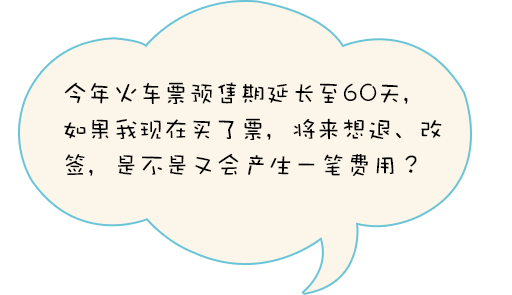 今年火车票预售期延长至60天，
如果我现在买了票，将来想退、改
签，是不是又会产生一笔费用？